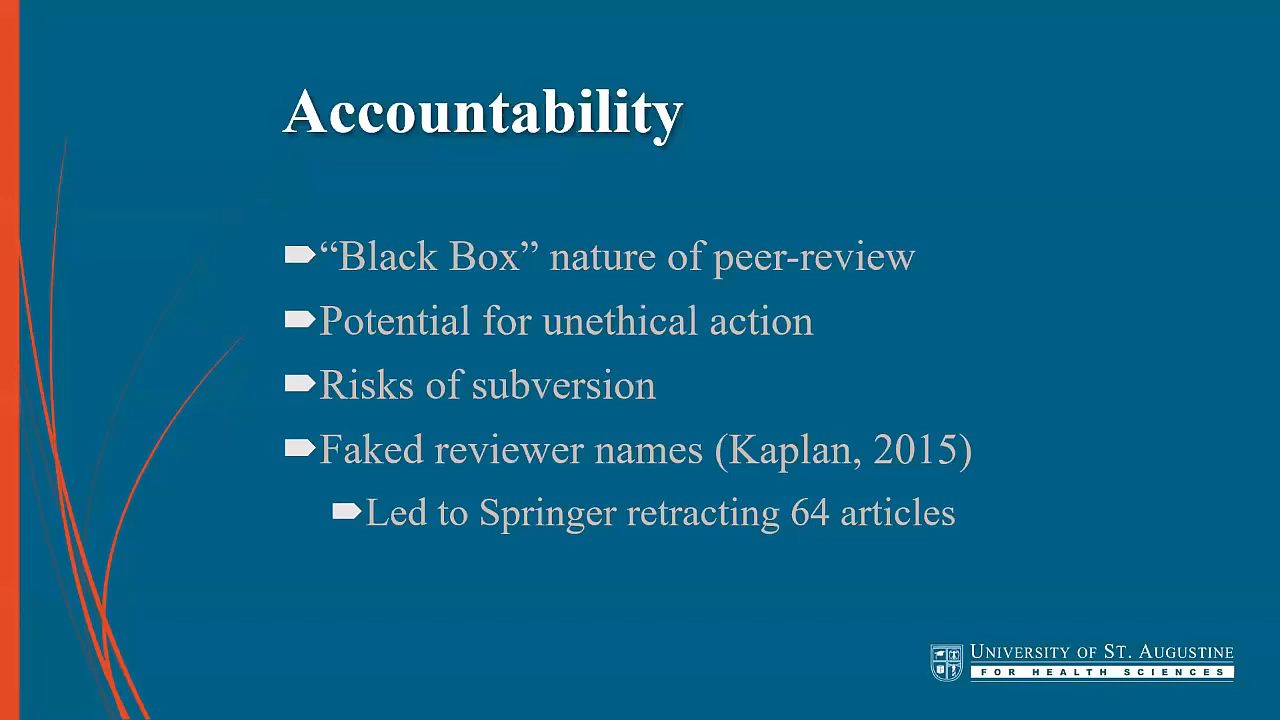 Accountability
“Black Box” nature of peer-review
Potential for unethical action
Risks of subversion
Faked reviewer names (Kaplan, 2015)
Led to Springer retracting 64 articles
UNIVERSITY OF ST. AUGUSTINE
FOR HEALTH SCIENCES